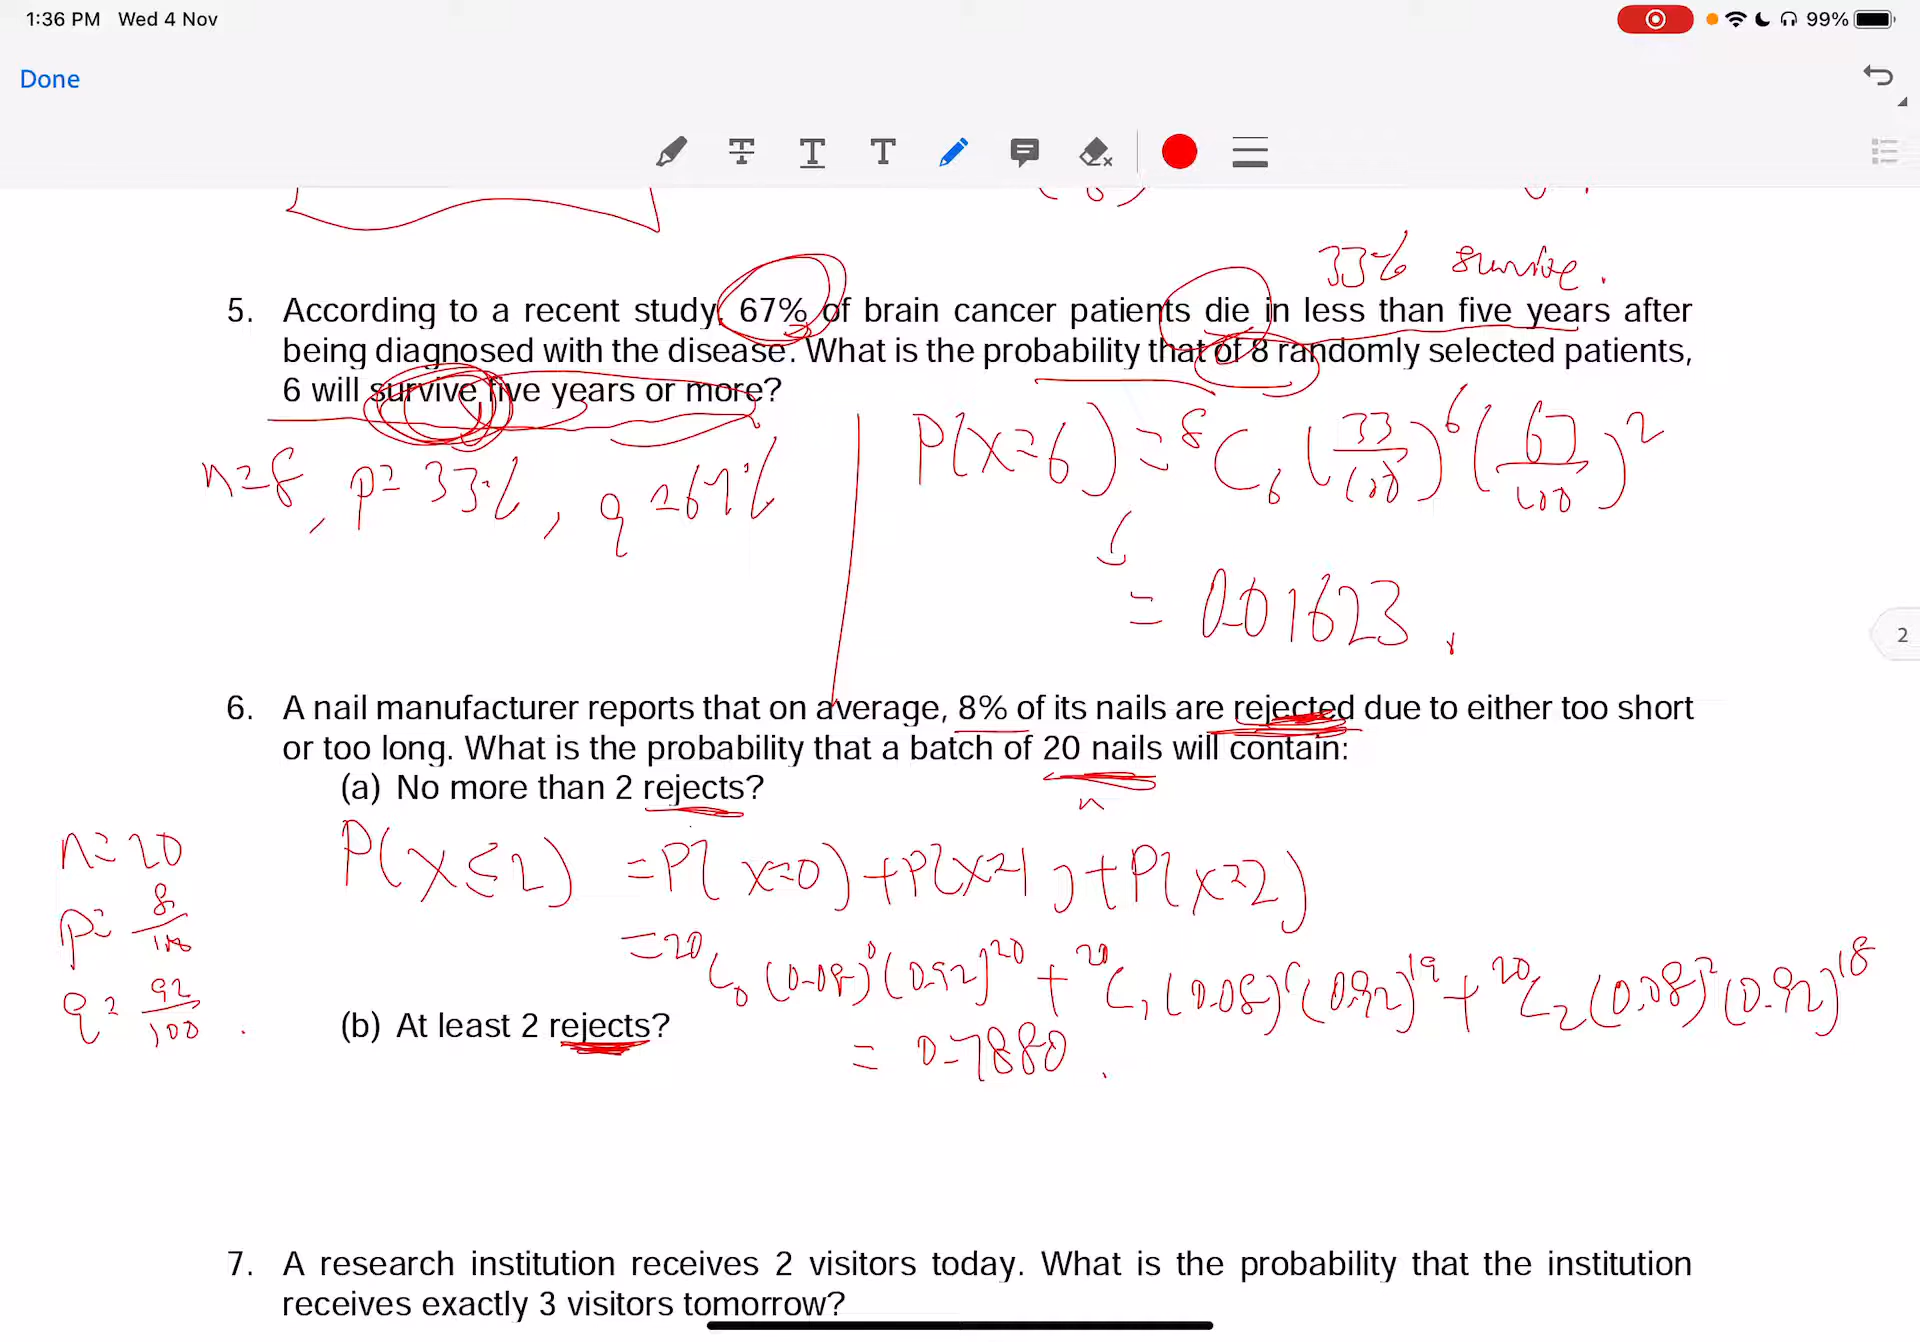 1:36 PM Wed 4 Nov
99%
Done
33% survive.
5. According to a recent study, 67% of brain cancer patients die in less than five years after
being diagnosed with the disease. What is the probability that of 8 randomly selected patients,
6 will survive five years or more?
n=8, p=33%, q=67%
P(x=6) = ⁸C₆ (33/100)⁶ (67/100)²
= 0.01623
2
6. A nail manufacturer reports that on average, 8% of its nails are rejected due to either too short
or too long. What is the probability that a batch of 20 nails will contain:
n
(a) No more than 2 rejects?
n=20
p=8/100
q=92/100.
P(x≤2) = P(x=0) + P(x=1) + P(x=2)
= ²⁰C₀ (0.08)⁰ (0.92)²⁰ + ²⁰C₁ (0.08)¹ (0.92)¹⁹ + ²⁰C₂ (0.08)² (0.92)¹⁸
= 0.7880.
(b) At least 2 rejects?
7. A research institution receives 2 visitors today. What is the probability that the institution
receives exactly 3 visitors tomorrow?